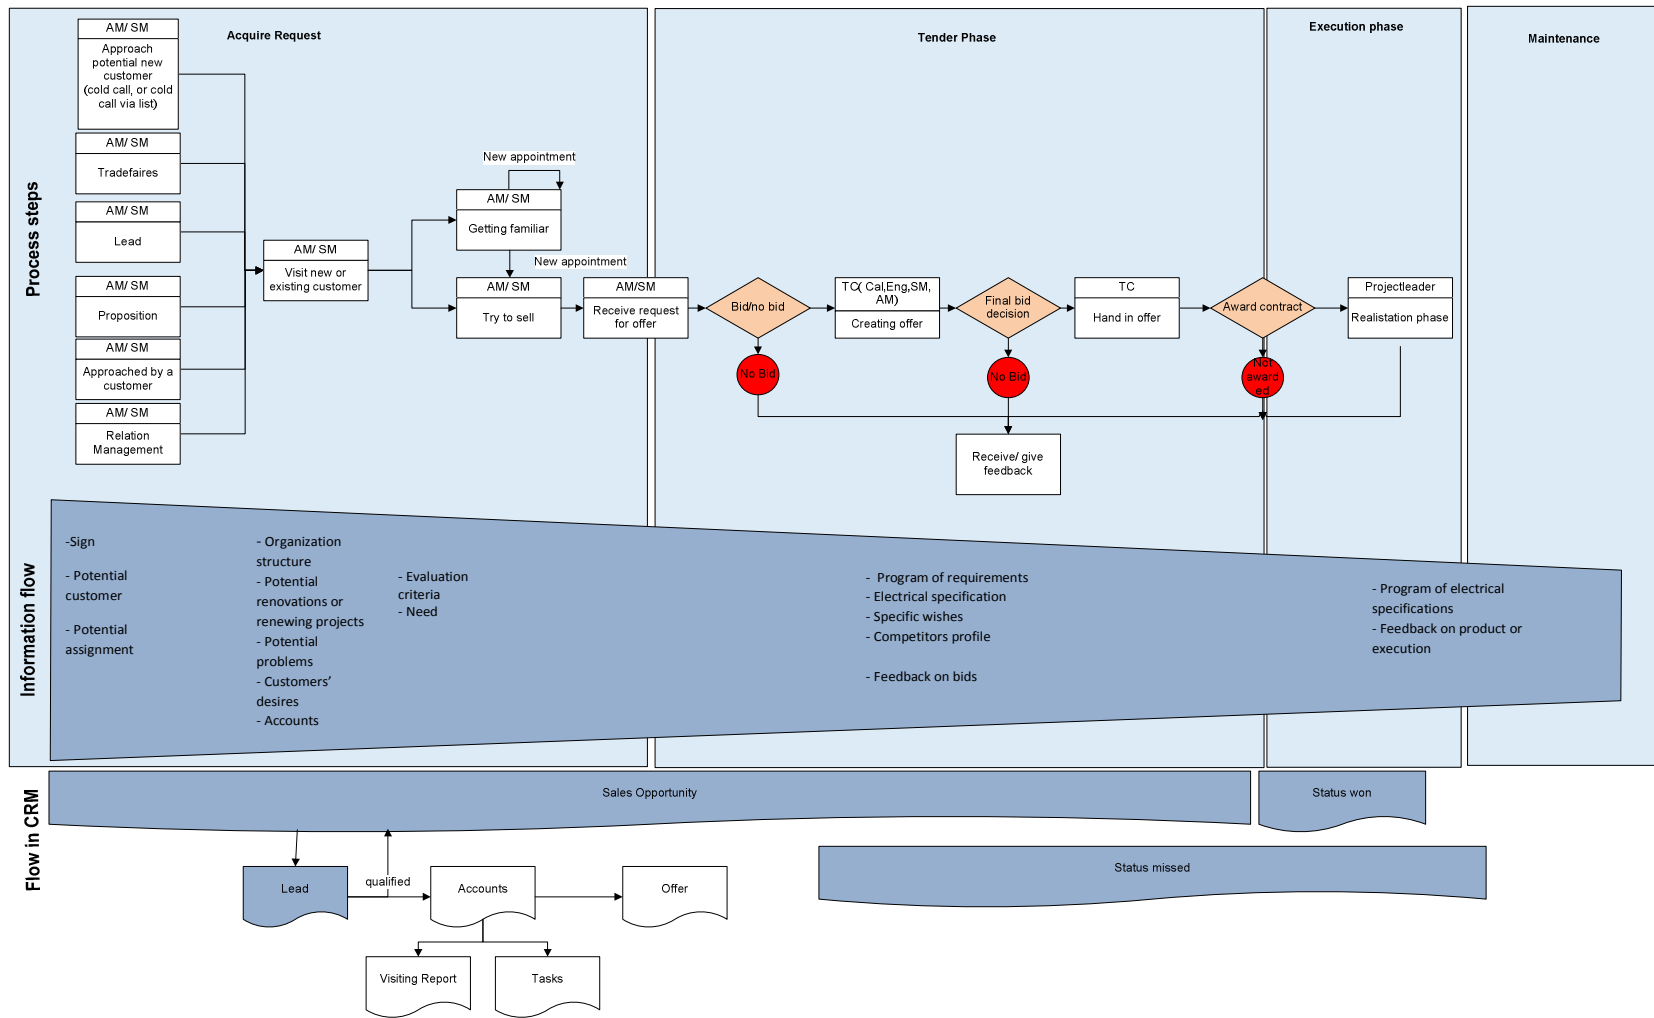 Acquire Request
Tender Phase
Execution phase
Maintenance
Process steps
AM/ SM
Approach
potential new
customer
(cold call, or cold
call via list)
AM/ SM
Tradefaires
AM/ SM
Lead
AM/ SM
Proposition
AM/ SM
Approached by a
customer
AM/ SM
Relation
Management
AM/ SM
Visit new or
existing customer
New appointment
AM/ SM
Getting familiar
New appointment
AM/ SM
Try to sell
AM/SM
Receive request
for offer
Bid/no bid
No Bid
TC( Cal,Eng,SM,
AM)
Creating offer
Final bid
decision
No Bid
TC
Hand in offer
Award contract
Not
award
ed
Projectleader
Realistation phase
Receive/ give
feedback
Information flow
-Sign
- Potential
customer
- Potential
assignment
- Organization
structure
- Potential
renovations or
renewing projects
- Potential
problems
- Customers’
desires
- Accounts
- Evaluation
criteria
- Need
- Program of requirements
- Electrical specification
- Specific wishes
- Competitors profile
- Feedback on bids
- Program of electrical
specifications
- Feedback on product or
execution
Flow in CRM
Sales Opportunity
Status won
Status missed
Lead
qualified
Accounts
Offer
Visiting Report
Tasks